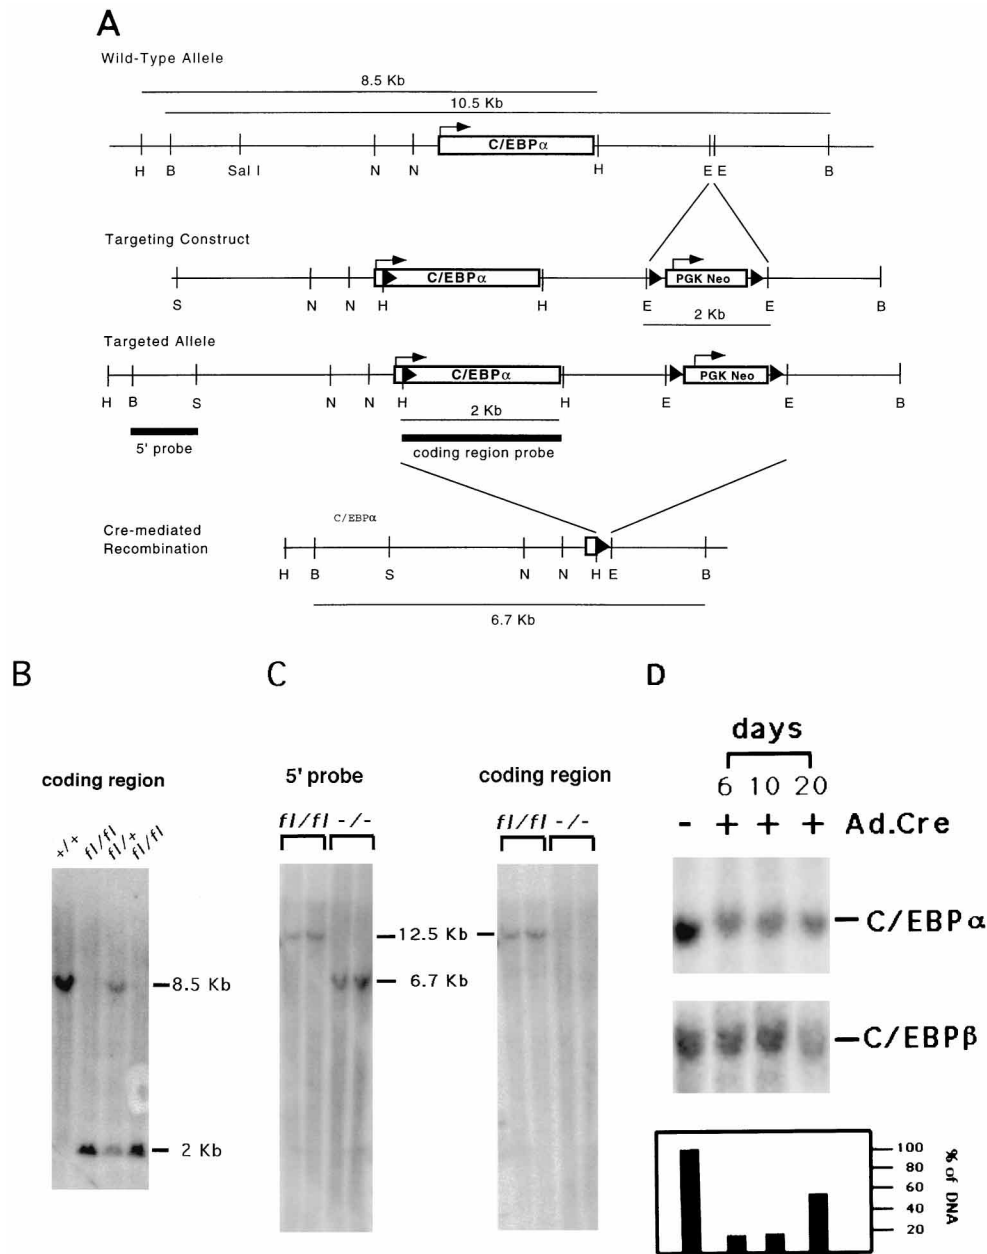 A
Wild-Type Allele
8.5 Kb
10.5 Kb
C/EBPα
H B Sal I N N H E E B
Targeting Construct
C/EBPα PGK Neo
S N N H H E E B
2 Kb
Targeted Allele
C/EBPα PGK Neo
H B S N N H H E E B
2 Kb
5' probe coding region probe
C/EBPα
Cre-mediated
Recombination
H B S N N H E B
6.7 Kb
B C D
days
coding region 5' probe coding region
6 10 20
+/+ fl/fl fl/+ fl/fl
fl/fl -/- fl/fl -/-
- + + + Ad.Cre
C/EBPα
12.5 Kb
8.5 Kb 6.7 Kb
C/EBPβ
2 Kb
100
80
60
40
20
% of DNA